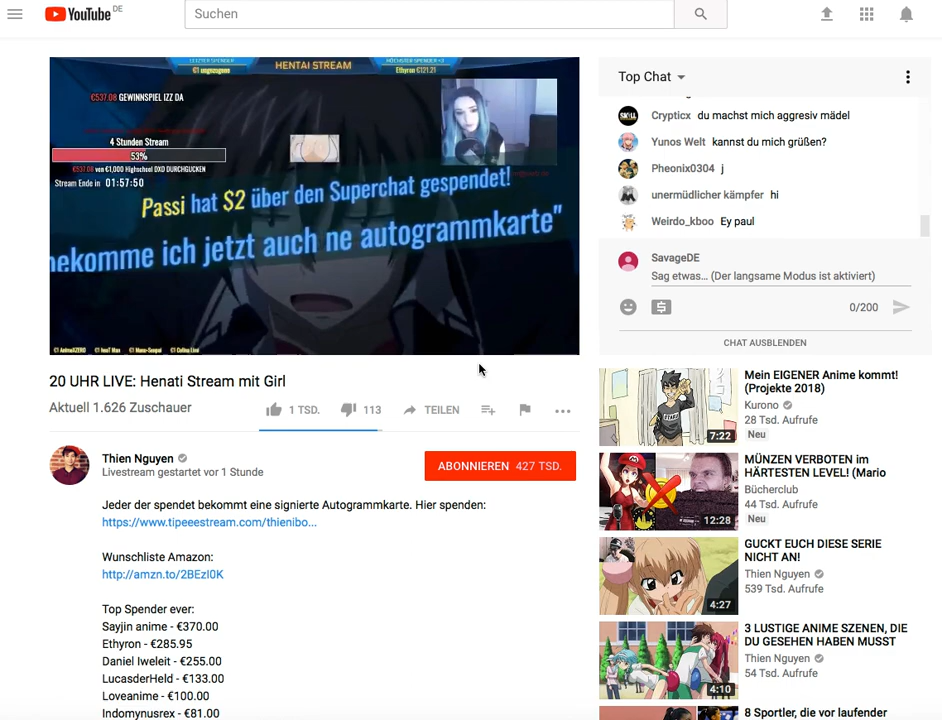 YouTube DE
Suchen
LETZTER SPENDER
€1 ungzugnee
HENTAI STREAM
HÖCHSTER SPENDER <3
Ethyron €121.21
€537.08 GEWINNSPIEL IZZ DA
4 Stunden Stream
53%
€537.08 von €1,000 Highschool DXD DURCHGUCKEN
Stream Ende in 01:57:50
Passi hat $2 über den Superchat gespendet!
bekomme ich jetzt auch ne autogrammkarte"
20 UHR LIVE: Henati Stream mit Girl
Aktuell 1.626 Zuschauer
1 TSD.
113
TEILEN
Thien Nguyen
Livestream gestartet vor 1 Stunde
ABONNIEREN 427 TSD.
Jeder der spendet bekommt eine signierte Autogrammkarte. Hier spenden:
https://www.tipeeestream.com/thienibo...
Wunschliste Amazon:
http://amzn.to/2BEzI0K
Top Spender ever:
Sayjin anime - €370.00
Ethyron - €285.95
Daniel Iweleit - €255.00
LucasderHeld - €133.00
Loveanime - €100.00
Indomynusrex - €81.00
Top Chat
Crypticx du machst mich aggresiv mädel
Yunos Welt kannst du mich grüßen?
Pheonix0304 j
unermüdlicher kämpfer hi
Weirdo_kboo Ey paul
SavageDE
Sag etwas… (Der langsame Modus ist aktiviert)
0/200
CHAT AUSBLENDEN
7:22
Mein EIGENER Anime kommt!
(Projekte 2018)
Kurono
28 Tsd. Aufrufe
Neu
12:28
MÜNZEN VERBOTEN im
HÄRTESTEN LEVEL! (Mario
Bücherclub
44 Tsd. Aufrufe
Neu
4:27
GUCKT EUCH DIESE SERIE
NICHT AN!
Thien Nguyen
539 Tsd. Aufrufe
4:10
3 LUSTIGE ANIME SZENEN, DIE
DU GESEHEN HABEN MUSST
Thien Nguyen
54 Tsd. Aufrufe
8 Sportler, die vor laufender